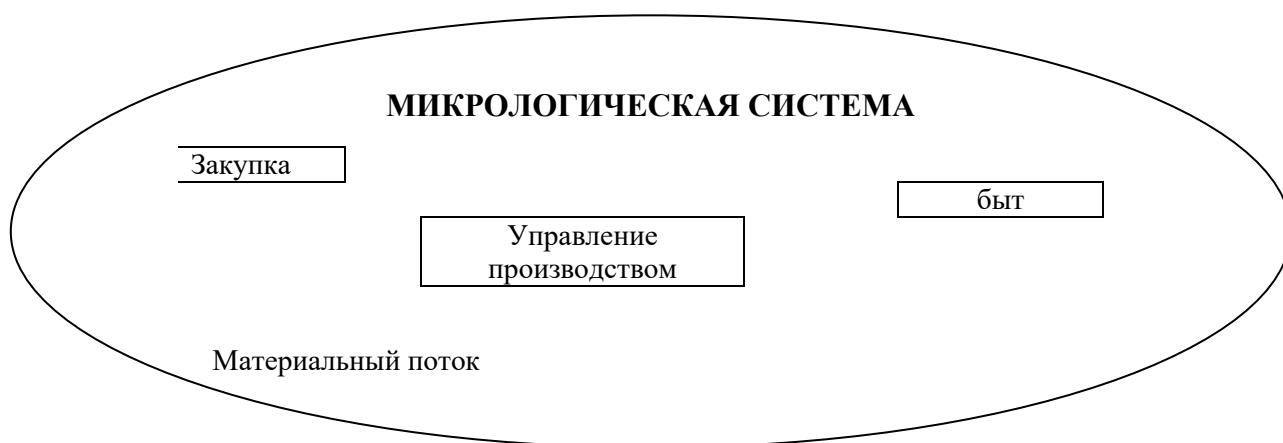 МИКРОЛОГИЧЕСКАЯ СИСТЕМА
Закупка
быт
Управление
производством
Материальный поток